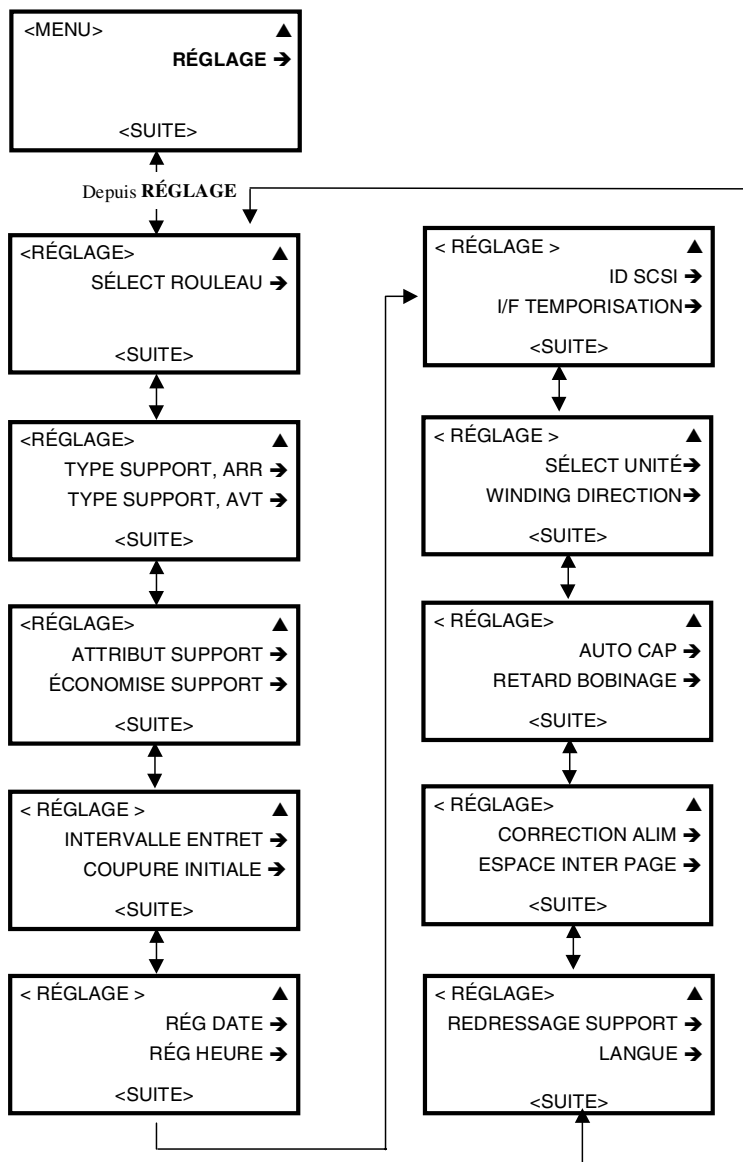 <MENU> ▲
RÉGLAGE ➔
<SUITE>
Depuis RÉGLAGE
<RÉGLAGE> ▲
SÉLECT ROULEAU ➔
<SUITE>
<RÉGLAGE> ▲
TYPE SUPPORT, ARR ➔
TYPE SUPPORT, AVT ➔
<SUITE>
<RÉGLAGE> ▲
ATTRIBUT SUPPORT ➔
ÉCONOMISE SUPPORT ➔
<SUITE>
< RÉGLAGE > ▲
INTERVALLE ENTRET ➔
COUPURE INITIALE ➔
<SUITE>
< RÉGLAGE > ▲
RÉG DATE ➔
RÉG HEURE ➔
<SUITE>
< RÉGLAGE > ▲
ID SCSI ➔
I/F TEMPORISATION➔
<SUITE>
< RÉGLAGE > ▲
SÉLECT UNITÉ➔
WINDING DIRECTION➔
<SUITE>
< RÉGLAGE> ▲
AUTO CAP ➔
RETARD BOBINAGE ➔
<SUITE>
< RÉGLAGE> ▲
CORRECTION ALIM ➔
ESPACE INTER PAGE ➔
<SUITE>
< RÉGLAGE> ▲
REDRESSAGE SUPPORT ➔
LANGUE ➔
<SUITE>